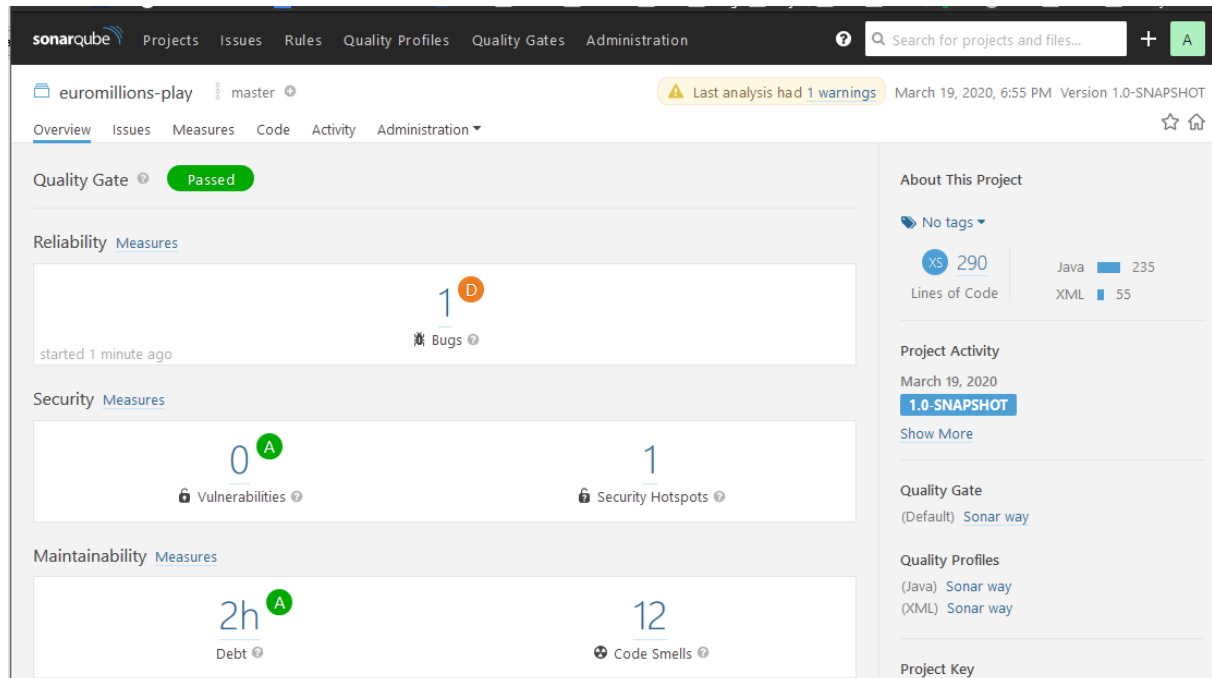 sonarqube Projects Issues Rules Quality Profiles Quality Gates Administration ? Search for projects and files... + A
euromillions-play master Last analysis had 1 warnings March 19, 2020, 6:55 PM Version 1.0-SNAPSHOT
Overview Issues Measures Code Activity Administration
Quality Gate ? Passed
Reliability Measures
1 D
Bugs ?
started 1 minute ago
Security Measures
0 A
Vulnerabilities ?
1
Security Hotspots ?
Maintainability Measures
2h A
Debt ?
12
Code Smells ?
About This Project
No tags
XS 290
Lines of Code
Java 235
XML 55
Project Activity
March 19, 2020
1.0-SNAPSHOT
Show More
Quality Gate
(Default) Sonar way
Quality Profiles
(Java) Sonar way
(XML) Sonar way
Project Key